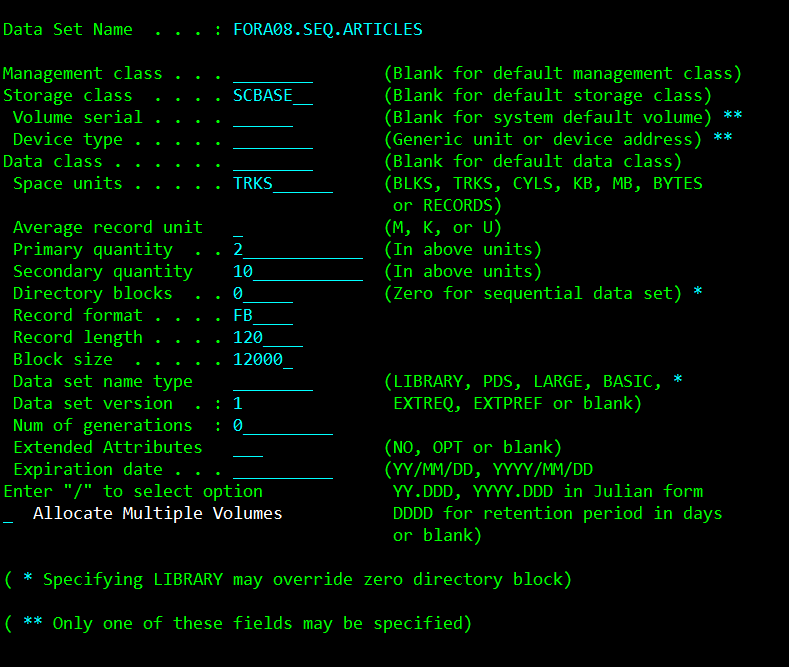 Data Set Name  . . . : FORA08.SEQ.ARTICLES
Management class . . . ________       (Blank for default management class)
Storage class  . . . . SCBASE__       (Blank for default storage class)
 Volume serial . . . . ______         (Blank for system default volume) **
 Device type . . . . . ________       (Generic unit or device address) **
Data class . . . . . . ________       (Blank for default data class)
 Space units . . . . . TRKS______     (BLKS, TRKS, CYLS, KB, MB, BYTES
                                       or RECORDS)
 Average record unit   _              (M, K, or U)
 Primary quantity  . . 2____________  (In above units)
 Secondary quantity    10___________  (In above units)
 Directory blocks  . . 0_____         (Zero for sequential data set) *
 Record format . . . . FB____
 Record length . . . . 120____
 Block size  . . . . . 12000_
 Data set name type    ________       (LIBRARY, PDS, LARGE, BASIC, *
 Data set version  . : 1               EXTREQ, EXTPREF or blank)
 Num of generations  : 0_________
 Extended Attributes   ___            (NO, OPT or blank)
 Expiration date . . . __________     (YY/MM/DD, YYYY/MM/DD
Enter "/" to select option             YY.DDD, YYYY.DDD in Julian form
_  Allocate Multiple Volumes           DDDD for retention period in days
                                       or blank)
( * Specifying LIBRARY may override zero directory block)
( ** Only one of these fields may be specified)